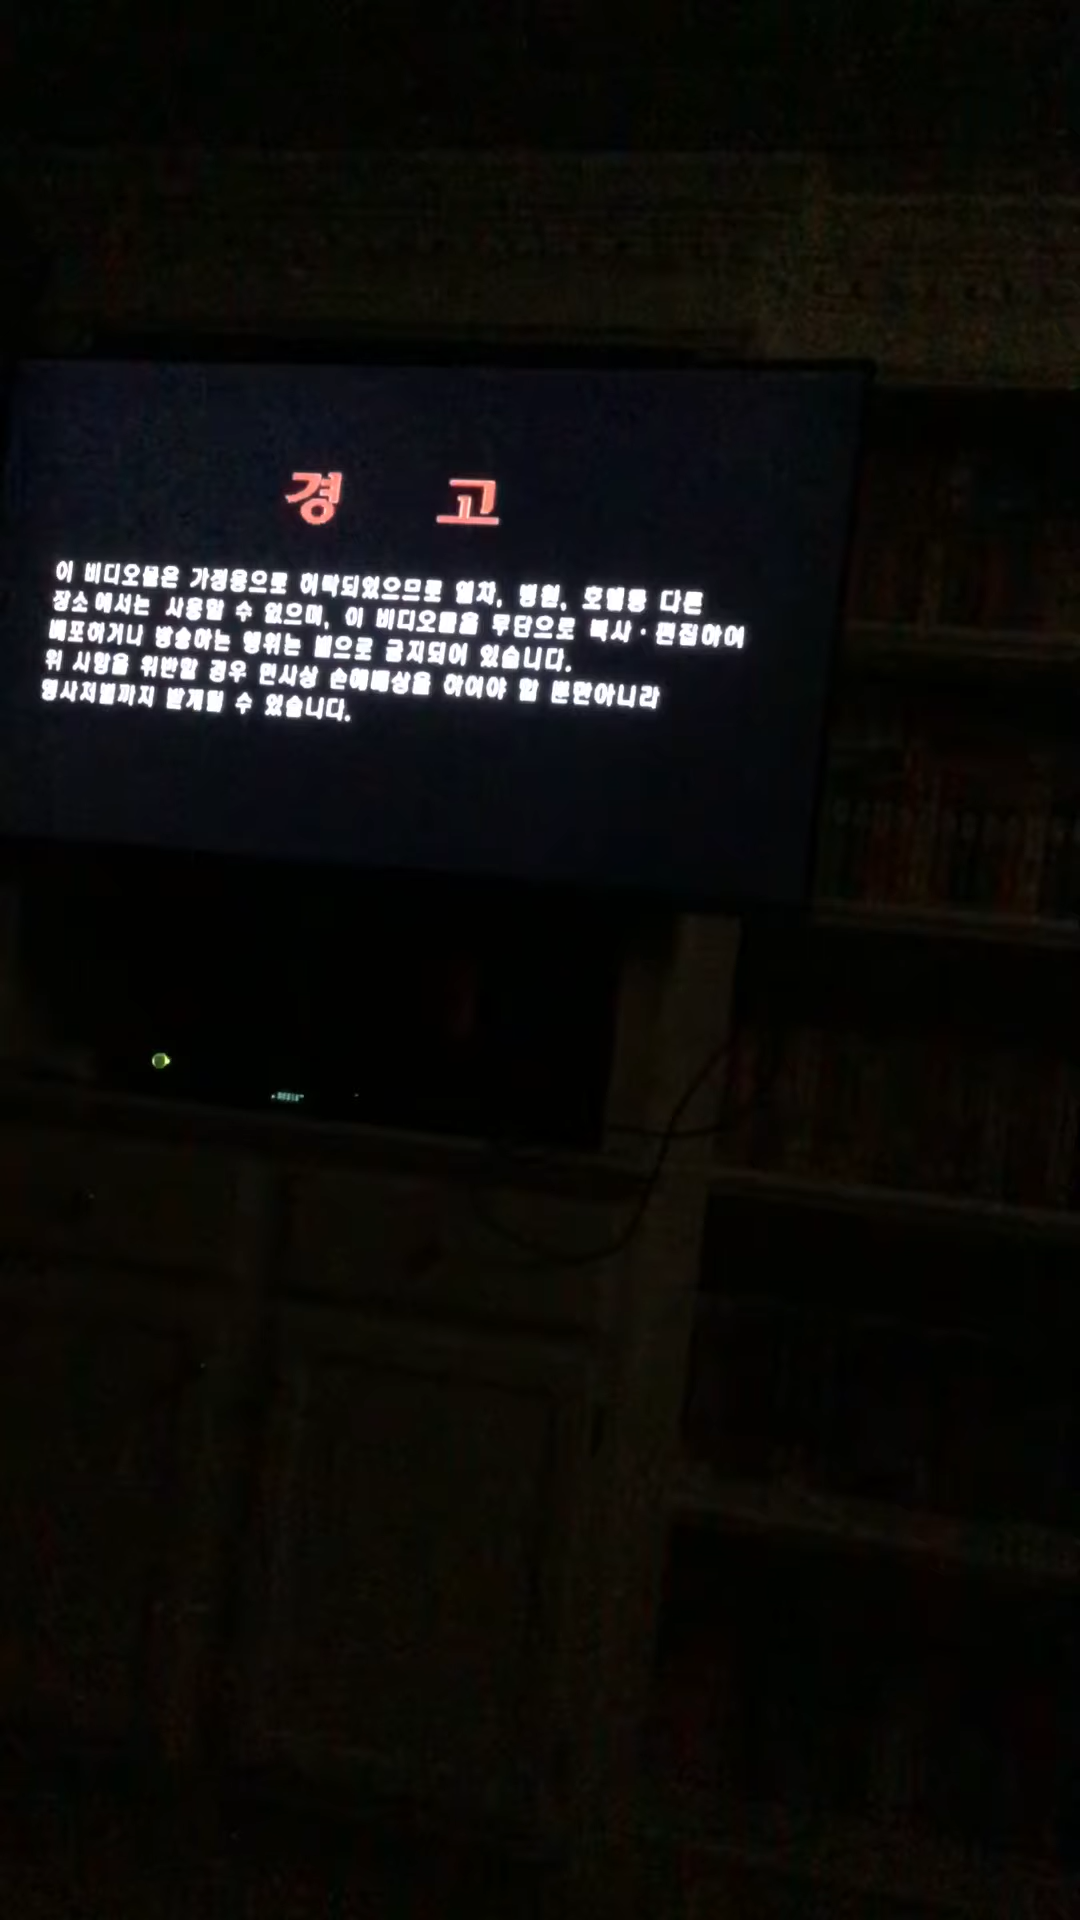 경 고
이 비디오물은 가정용으로 허락되었으므로 열차, 병원, 호텔등 다른
장소에서는 사용할 수 없으며, 이 비디오물을 무단으로 복사·편집하여
배포하거나 방송하는 행위는 법으로 금지되어 있습니다.
위 사항을 위반할 경우 민사상 손해배상을 하여야 할 뿐만아니라
형사처벌까지 받게될 수 있습니다.